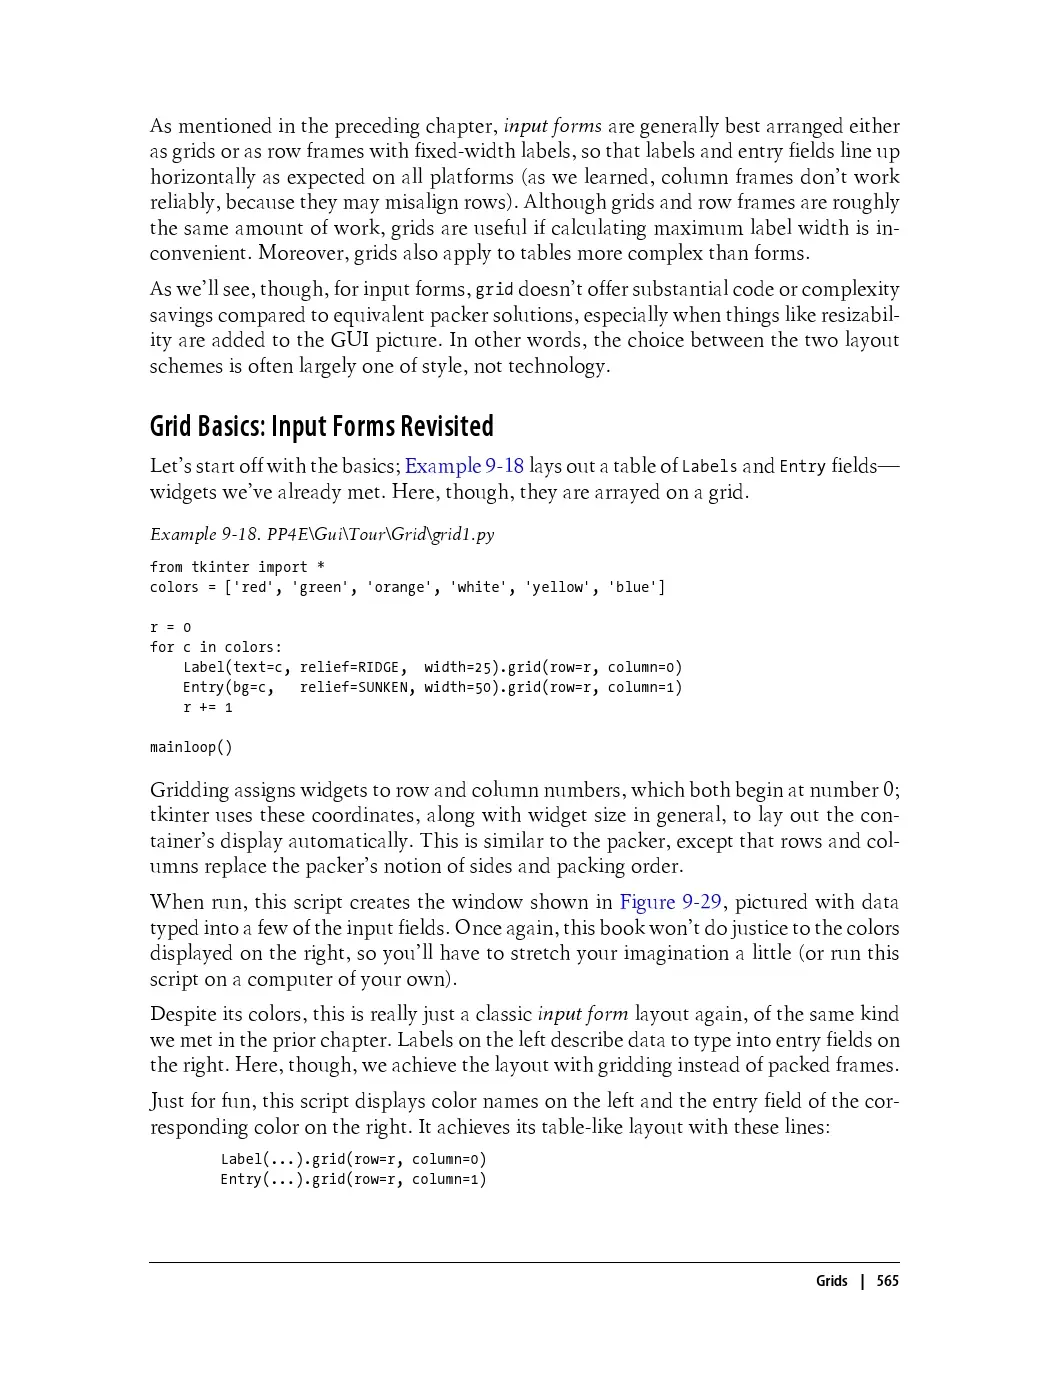 As mentioned in the preceding chapter, input forms are generally best arranged either
as grids or as row frames with fixed-width labels, so that labels and entry fields line up
horizontally as expected on all platforms (as we learned, column frames don’t work
reliably, because they may misalign rows). Although grids and row frames are roughly
the same amount of work, grids are useful if calculating maximum label width is in-
convenient. Moreover, grids also apply to tables more complex than forms.
As we’ll see, though, for input forms, grid doesn’t offer substantial code or complexity
savings compared to equivalent packer solutions, especially when things like resizabil-
ity are added to the GUI picture. In other words, the choice between the two layout
schemes is often largely one of style, not technology.
Grid Basics: Input Forms Revisited
Let’s start off with the basics; Example 9-18 lays out a table of Labels and Entry fields—
widgets we’ve already met. Here, though, they are arrayed on a grid.
Example 9-18. PP4E\Gui\Tour\Grid\grid1.py
from tkinter import *
colors = ['red', 'green', 'orange', 'white', 'yellow', 'blue']
r = 0
for c in colors:
    Label(text=c, relief=RIDGE,  width=25).grid(row=r, column=0)
    Entry(bg=c,   relief=SUNKEN, width=50).grid(row=r, column=1)
    r += 1
mainloop()
Gridding assigns widgets to row and column numbers, which both begin at number 0;
tkinter uses these coordinates, along with widget size in general, to lay out the con-
tainer’s display automatically. This is similar to the packer, except that rows and col-
umns replace the packer’s notion of sides and packing order.
When run, this script creates the window shown in Figure 9-29, pictured with data
typed into a few of the input fields. Once again, this book won’t do justice to the colors
displayed on the right, so you’ll have to stretch your imagination a little (or run this
script on a computer of your own).
Despite its colors, this is really just a classic input form layout again, of the same kind
we met in the prior chapter. Labels on the left describe data to type into entry fields on
the right. Here, though, we achieve the layout with gridding instead of packed frames.
Just for fun, this script displays color names on the left and the entry field of the cor-
responding color on the right. It achieves its table-like layout with these lines:
Label(...).grid(row=r, column=0)
Entry(...).grid(row=r, column=1)
Grids | 565